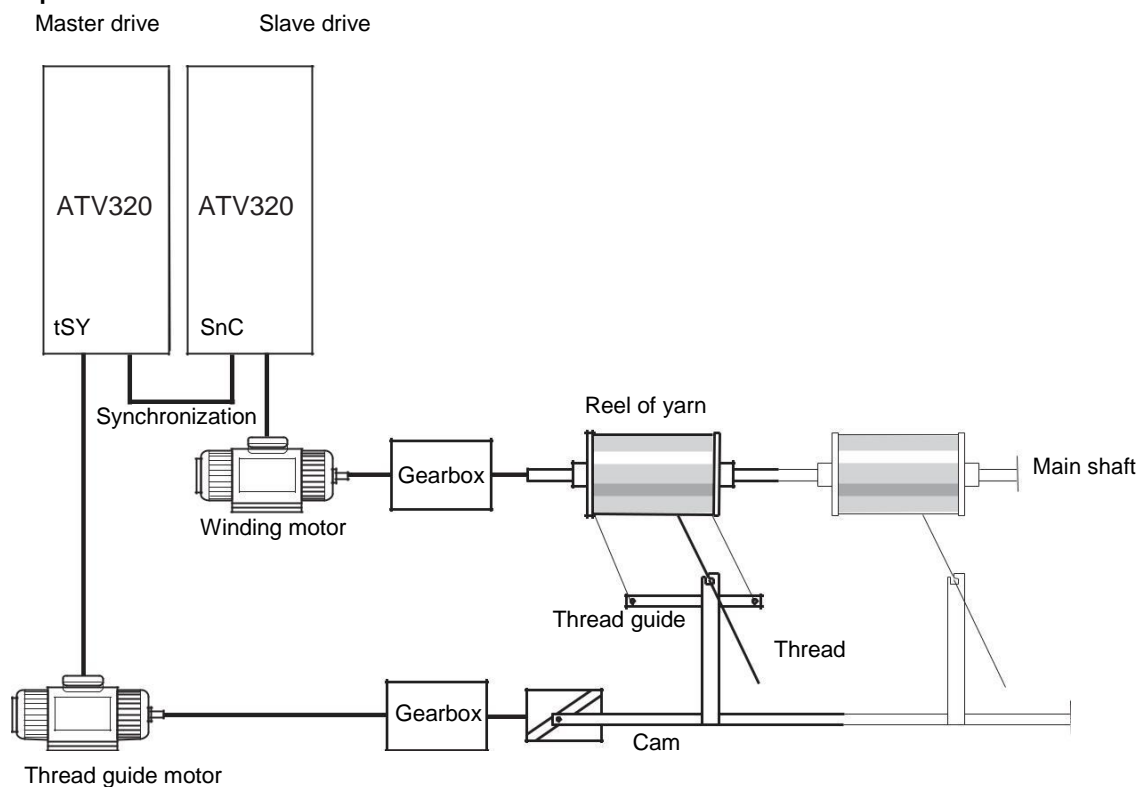 Master drive
Slave drive
ATV320
ATV320
tSY
SnC
Synchronization
Reel of yarn
Gearbox
Main shaft
Winding motor
Thread guide
Thread
Gearbox
Cam
Thread guide motor